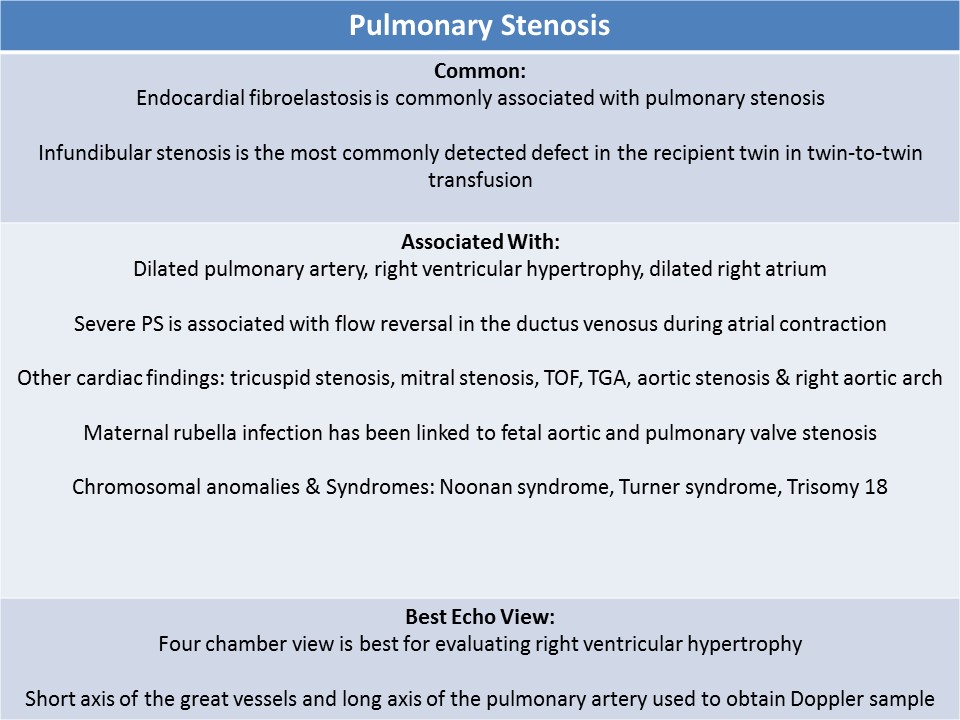 Pulmonary Stenosis
Common:
Endocardial fibroelastosis is commonly associated with pulmonary stenosis
Infundibular stenosis is the most commonly detected defect in the recipient twin in twin-to-twin
transfusion
Associated With:
Dilated pulmonary artery, right ventricular hypertrophy, dilated right atrium
Severe PS is associated with flow reversal in the ductus venosus during atrial contraction
Other cardiac findings: tricuspid stenosis, mitral stenosis, TOF, TGA, aortic stenosis & right aortic arch
Maternal rubella infection has been linked to fetal aortic and pulmonary valve stenosis
Chromosomal anomalies & Syndromes: Noonan syndrome, Turner syndrome, Trisomy 18
Best Echo View:
Four chamber view is best for evaluating right ventricular hypertrophy
Short axis of the great vessels and long axis of the pulmonary artery used to obtain Doppler sample